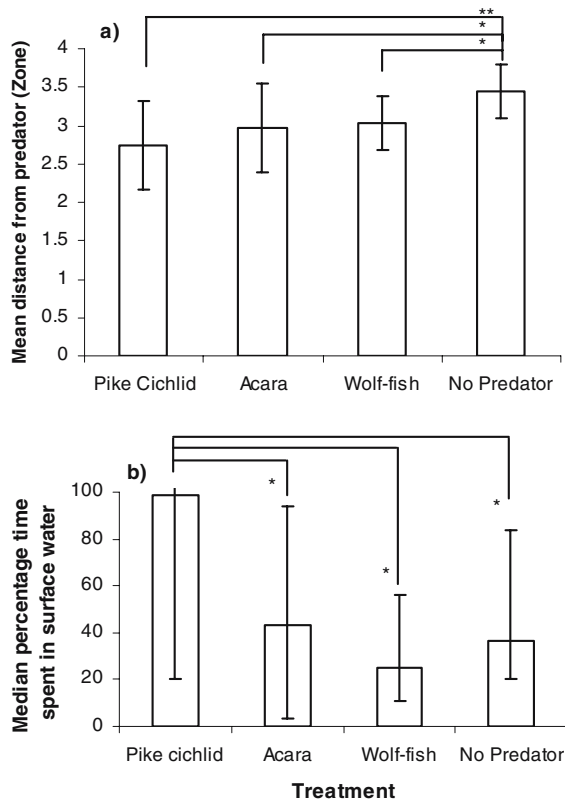 **
a)
*
*
Mean distance from predator (Zone)
4
3.5
3
2.5
2
1.5
1
0.5
0
Pike Cichlid Acara Wolf-fish No Predator
b)
*
*
*
Median percentage time
spent in surface water
100
80
60
40
20
0
Pike cichlid Acara Wolf-fish No Predator
Treatment